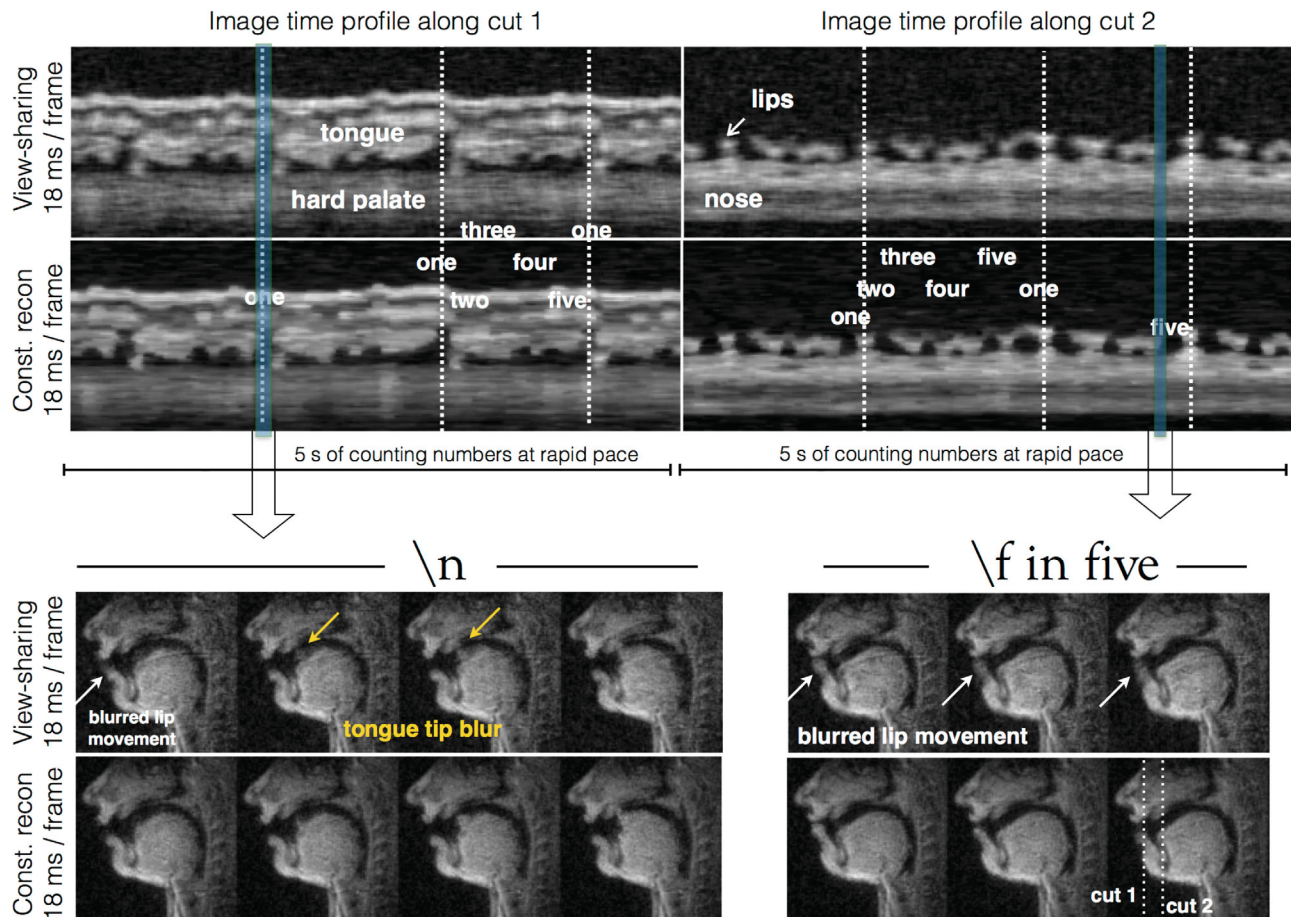 Image time profile along cut 1
Image time profile along cut 2
View-sharing
18 ms / frame
tongue
hard palate
lips
nose
Const. recon
18 ms / frame
three one
one four
one two five
three five
two four one
one
five
5 s of counting numbers at rapid pace
5 s of counting numbers at rapid pace
\n
\f in five
View-sharing
18 ms / frame
blurred lip
movement
tongue tip blur
blurred lip movement
Const. recon
18 ms / frame
cut 1
cut 2